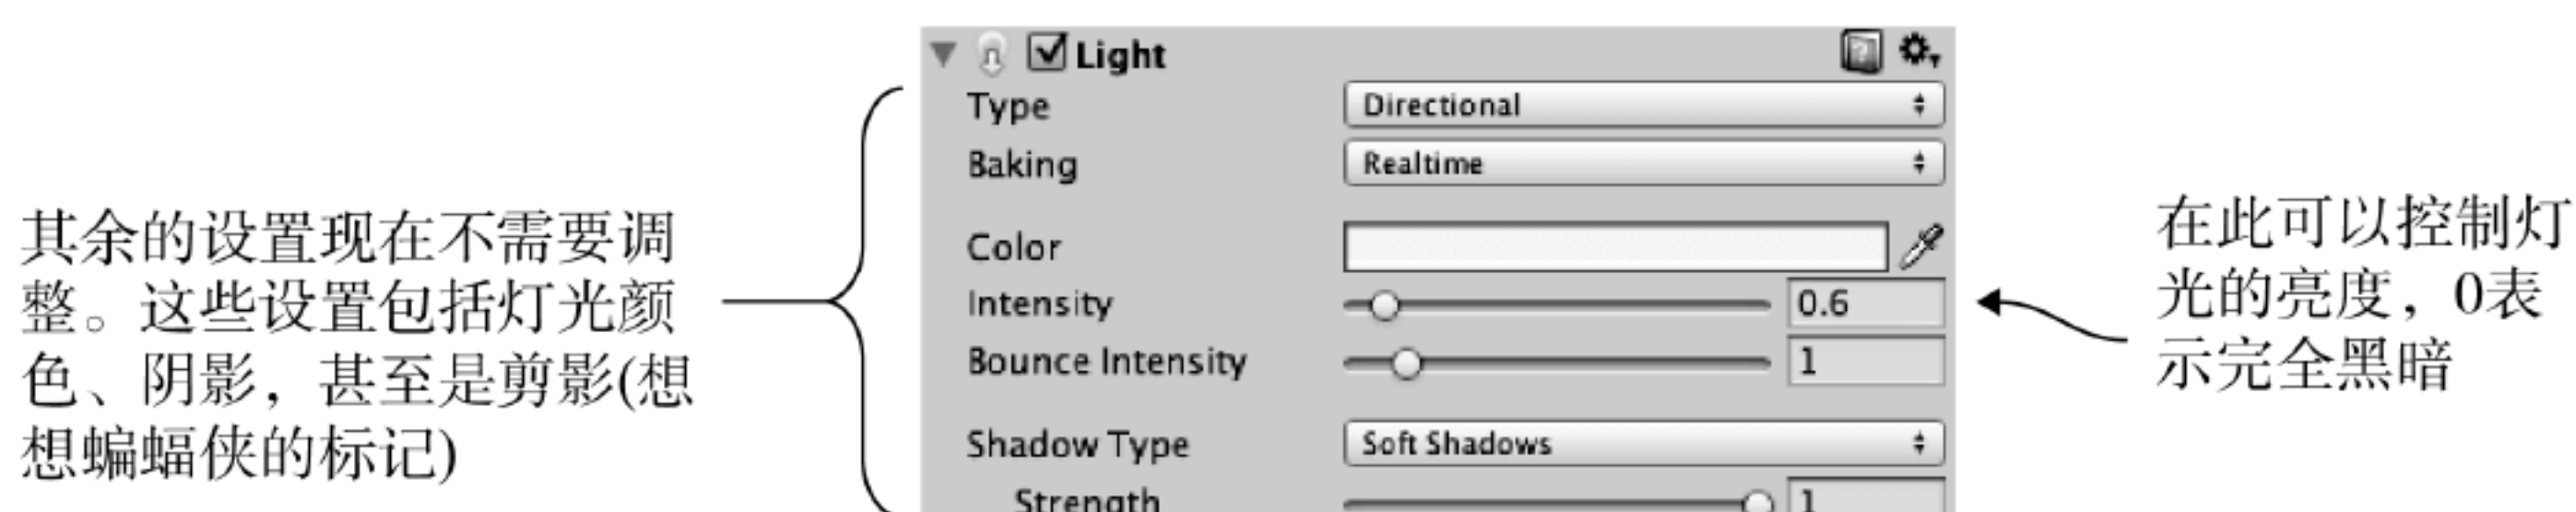 其余的设置现在不需要调
整。这些设置包括灯光颜
色、阴影，甚至是剪影(想
想蝙蝠侠的标记)
Light
Type Directional
Baking Realtime
Color
Intensity 0.6
Bounce Intensity 1
Shadow Type Soft Shadows
Strength 1
在此可以控制灯
光的亮度，0表
示完全黑暗